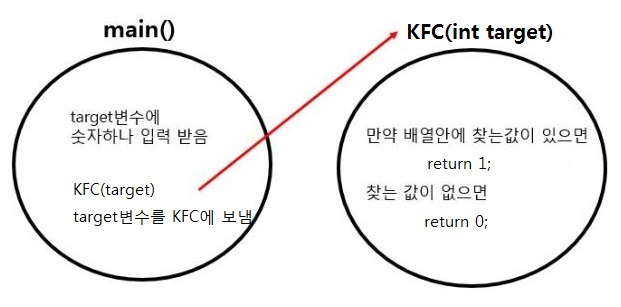 main()
target변수에
숫자하나 입력 받음
KFC(target)
target변수를 KFC에 보냄
KFC(int target)
만약 배열안에 찾는값이 있으면
return 1;
찾는 값이 없으면
return 0;